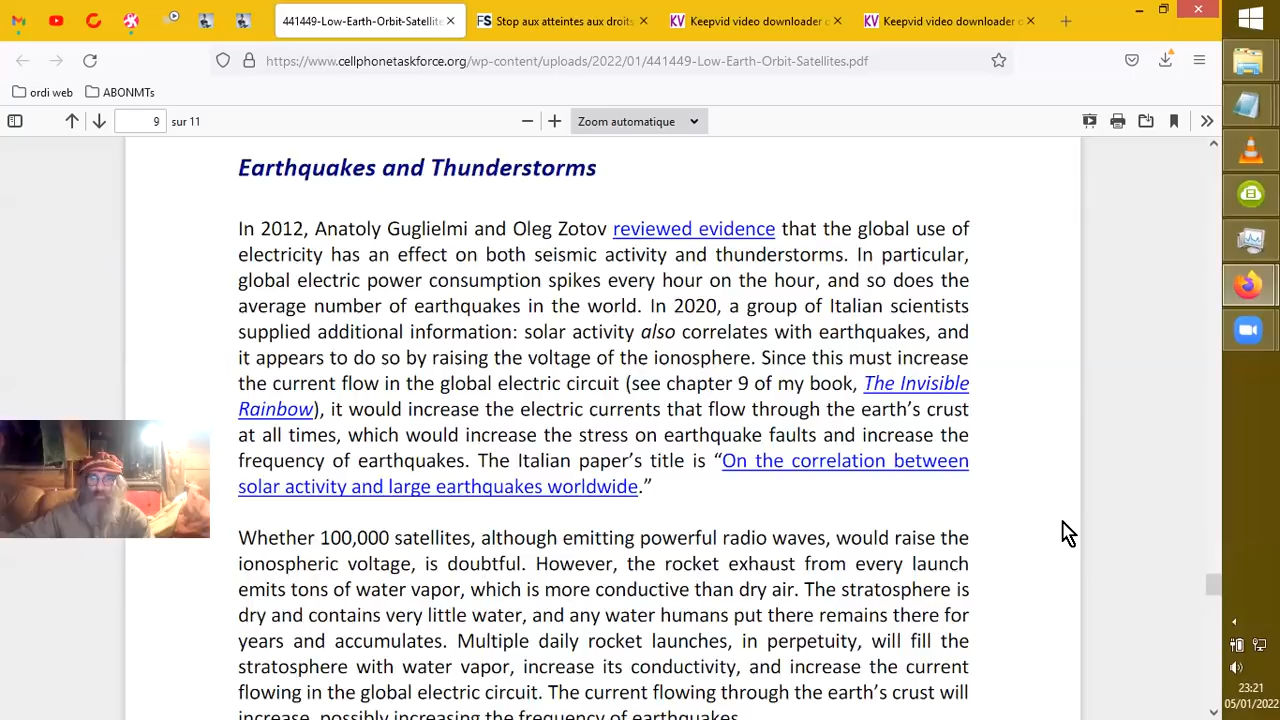 441449-Low-Earth-Orbit-Satellite
Stop aux atteintes aux droits
Keepvid video downloader o
Keepvid video downloader o
https://www.cellphonetaskforce.org/wp-content/uploads/2022/01/441449-Low-Earth-Orbit-Satellites.pdf
ordi web
ABONMTs
9 sur 11
Zoom automatique
Earthquakes and Thunderstorms
In 2012, Anatoly Guglielmi and Oleg Zotov reviewed evidence that the global use of
electricity has an effect on both seismic activity and thunderstorms. In particular,
global electric power consumption spikes every hour on the hour, and so does the
average number of earthquakes in the world. In 2020, a group of Italian scientists
supplied additional information: solar activity also correlates with earthquakes, and
it appears to do so by raising the voltage of the ionosphere. Since this must increase
the current flow in the global electric circuit (see chapter 9 of my book, The Invisible
Rainbow), it would increase the electric currents that flow through the earth's crust
at all times, which would increase the stress on earthquake faults and increase the
frequency of earthquakes. The Italian paper's title is “On the correlation between
solar activity and large earthquakes worldwide.”
Whether 100,000 satellites, although emitting powerful radio waves, would raise the
ionospheric voltage, is doubtful. However, the rocket exhaust from every launch
emits tons of water vapor, which is more conductive than dry air. The stratosphere is
dry and contains very little water, and any water humans put there remains there for
years and accumulates. Multiple daily rocket launches, in perpetuity, will fill the
stratosphere with water vapor, increase its conductivity, and increase the current
flowing in the global electric circuit. The current flowing through the earth's crust will
increase, possibly increasing the frequency of earthquakes.
23:21
05/01/2022